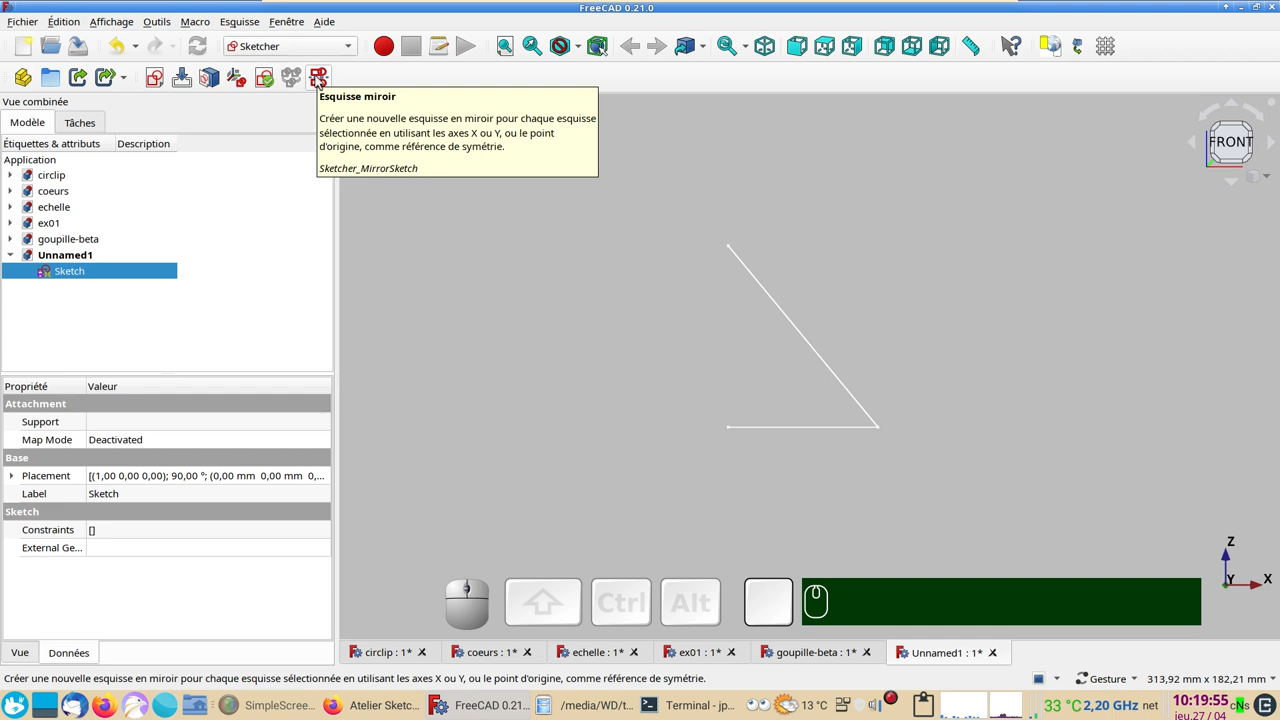 FreeCAD 0.21.0
Fichier Édition Affichage Outils Macro Esquisse Fenêtre Aide
Sketcher
Vue combinée
Modèle Tâches
Étiquettes & attributs Description
Application
circlip
coeurs
echelle
ex01
goupille-beta
Unnamed1
Sketch
Esquisse miroir
Créer une nouvelle esquisse en miroir pour chaque esquisse
sélectionnée en utilisant les axes X ou Y, ou le point
d'origine, comme référence de symétrie.
Sketcher_MirrorSketch
FRONT
Propriété Valeur
Attachment
Support
Map Mode Deactivated
Base
Placement [(1,00 0,00 0,00); 90,00 °; (0,00 mm 0,00 mm 0,...
Label Sketch
Sketch
Constraints []
External Ge...
Z
Y X
Ctrl Alt
Vue Données
circlip : 1* coeurs : 1* echelle : 1* ex01 : 1* goupille-beta : 1* Unnamed1 : 1*
Créer une nouvelle esquisse en miroir pour chaque esquisse sélectionnée en utilisant les axes X ou Y, ou le point d'origine, comme référence de symétrie.
Gesture 313,92 mm x 182,21 mm
SimpleScree... Atelier Sketc... FreeCAD 0.21... /media/WD/t... Terminal - jp... 13 °C 33 °C 2,20 GHz net 10:19:55
jeu.27 / 04